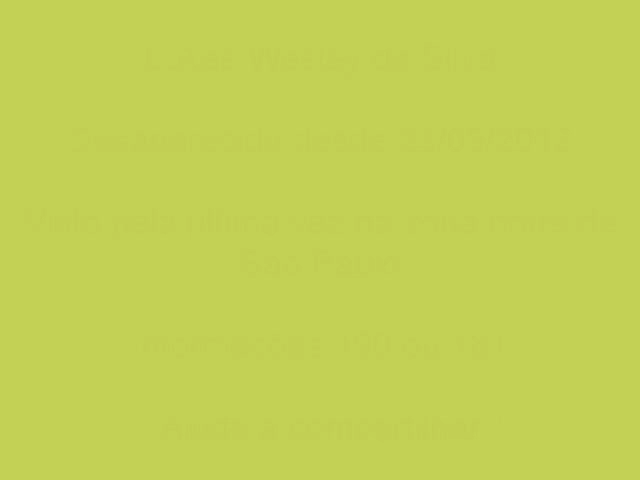 Lucas Wesley da Silva
Desaparecido desde 23/09/2012
Visto pela última vez na zona norte de
São Paulo
Informações 190 ou 181
Ajude a compartilhar !